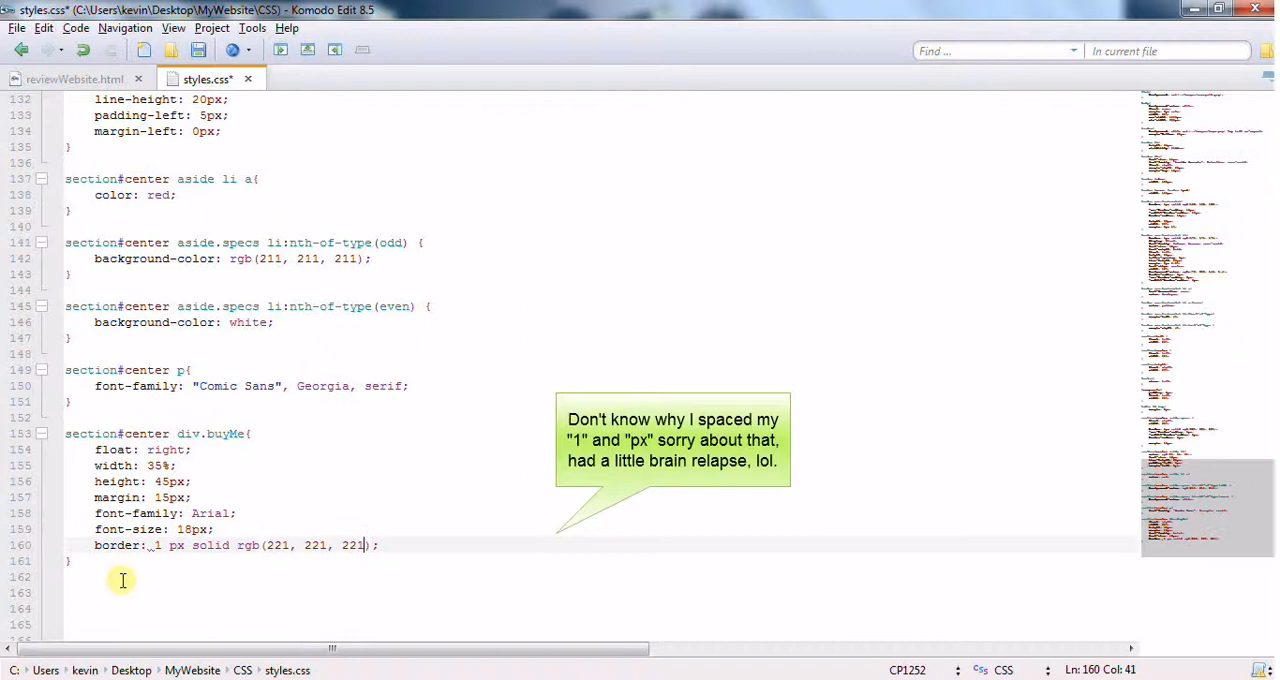 styles.css* (C:\Users\kevin\Desktop\MyWebsite\CSS) - Komodo Edit 8.5
File Edit Code Navigation View Project Tools Help
Find ... In current file
reviewWebsite.html styles.css*
132 line-height: 20px;
133 padding-left: 5px;
134 margin-left: 0px;
135 }
136
137 section#center aside li a{
138 color: red;
139 }
140
141 section#center aside.specs li:nth-of-type(odd) {
142 background-color: rgb(211, 211, 211);
143 }
144
145 section#center aside.specs li:nth-of-type(even) {
146 background-color: white;
147 }
148
149 section#center p{
150 font-family: "Comic Sans", Georgia, serif;
151 }
152
153 section#center div.buyMe{
154 float: right;
155 width: 35%;
156 height: 45px;
157 margin: 15px;
158 font-family: Arial;
159 font-size: 18px;
160 border: 1 px solid rgb(221, 221, 221);
161 }
162
163
164
165
Don't know why I spaced my
"1" and "px" sorry about that,
had a little brain relapse, lol.
C: Users kevin Desktop MyWebsite CSS styles.css CP1252 CSS CSS Ln: 160 Col: 41